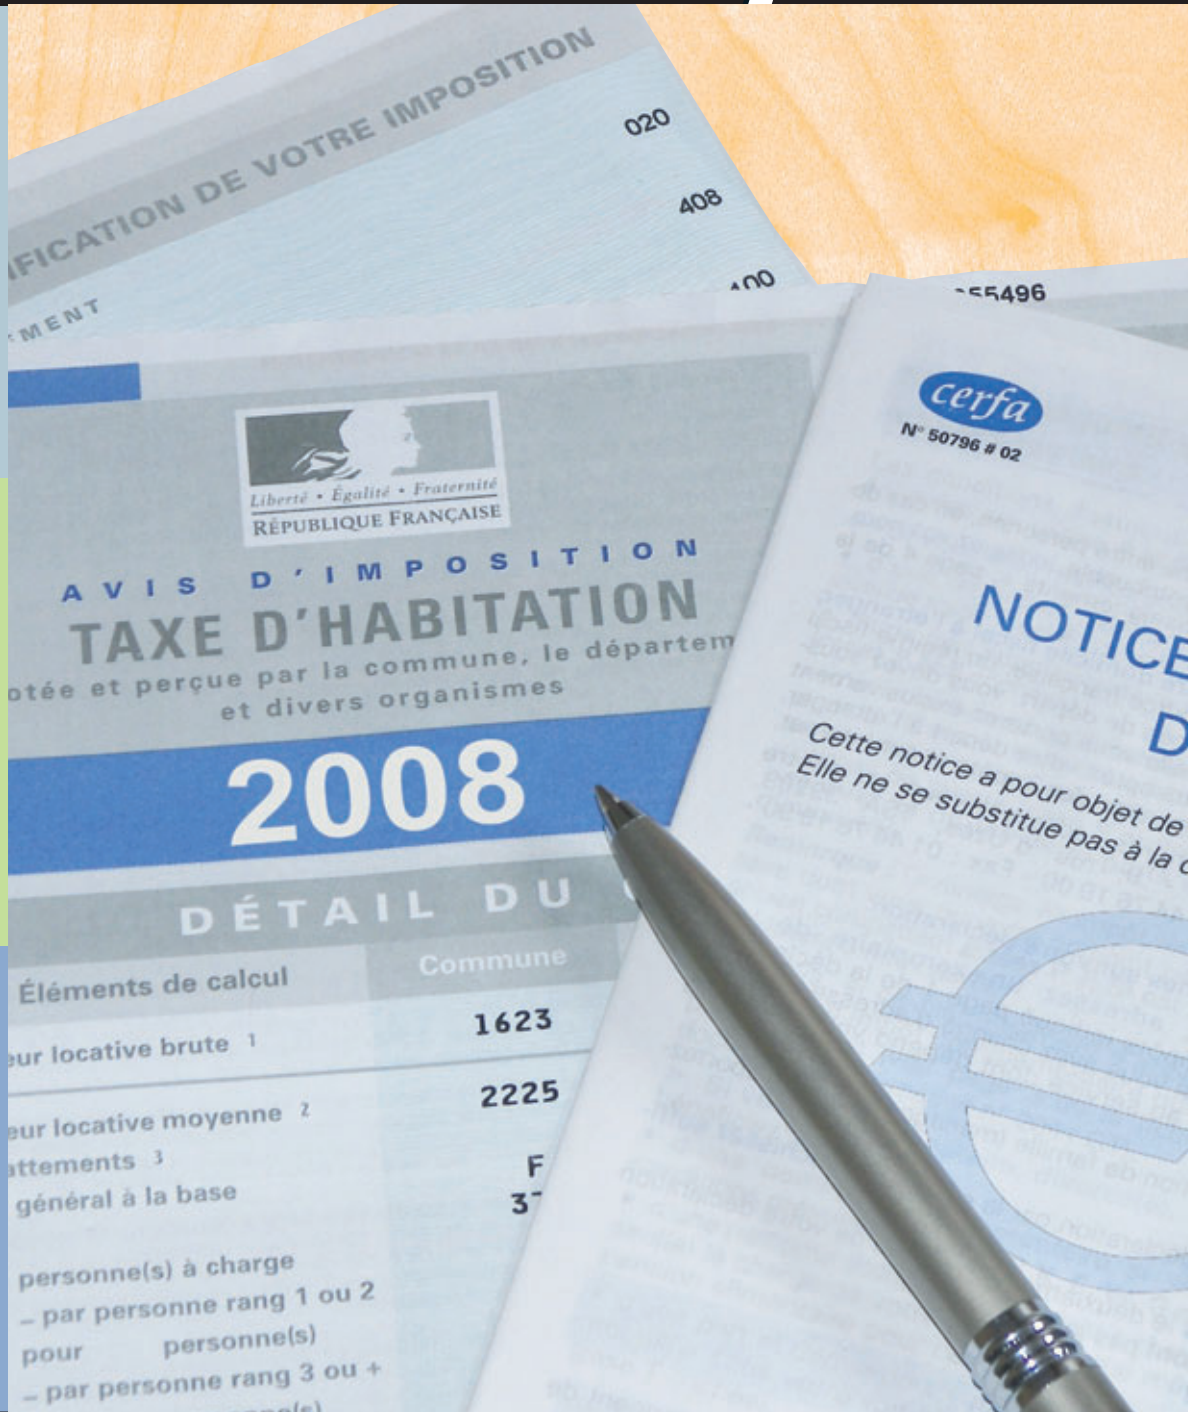 IFICATION DE VOTRE IMPOSITION
020
408
EMENT
100
55496
cerfa
N° 50796 # 02
Liberté • Égalité • Fraternité
RÉPUBLIQUE FRANÇAISE
AVIS D'IMPOSITION
TAXE D'HABITATION
otée et perçue par la commune, le départem
et divers organismes
2008
NOTICE
D
Cette notice a pour objet de
Elle ne se substitue pas à la
DÉTAIL DU
Éléments de calcul Commune
eur locative brute 1 1623
eur locative moyenne 2 2225
attements 3
général à la base
F
37
personne(s) à charge
– par personne rang 1 ou 2
pour personne(s)
– par personne rang 3 ou +
€